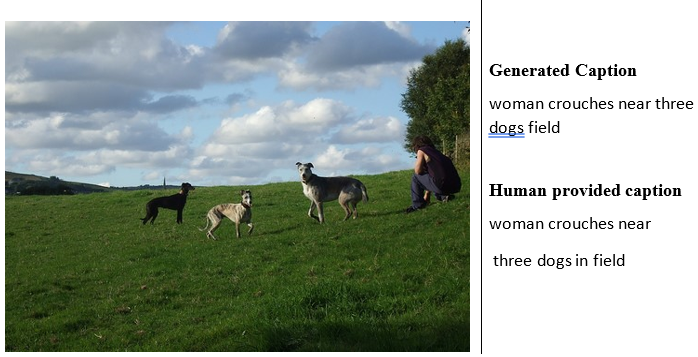 Generated Caption
woman crouches near three
dogs field
Human provided caption
woman crouches near
three dogs in field